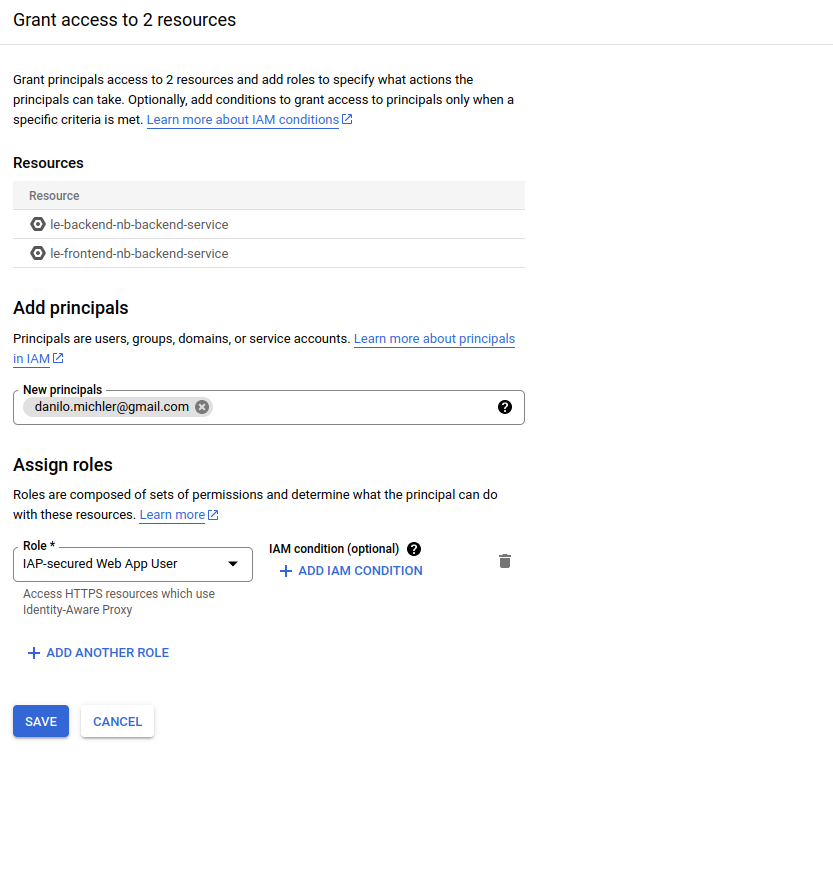 Grant access to 2 resources
Grant principals access to 2 resources and add roles to specify what actions the
principals can take. Optionally, add conditions to grant access to principals only when a
specific criteria is met. Learn more about IAM conditions
Resources
Resource
le-backend-nb-backend-service
le-frontend-nb-backend-service
Add principals
Principals are users, groups, domains, or service accounts. Learn more about principals
in IAM
New principals
danilo.michler@gmail.com
Assign roles
Roles are composed of sets of permissions and determine what the principal can do
with these resources. Learn more
Role *
IAP-secured Web App User
IAM condition (optional)
ADD IAM CONDITION
Access HTTPS resources which use
Identity-Aware Proxy
ADD ANOTHER ROLE
SAVE CANCEL